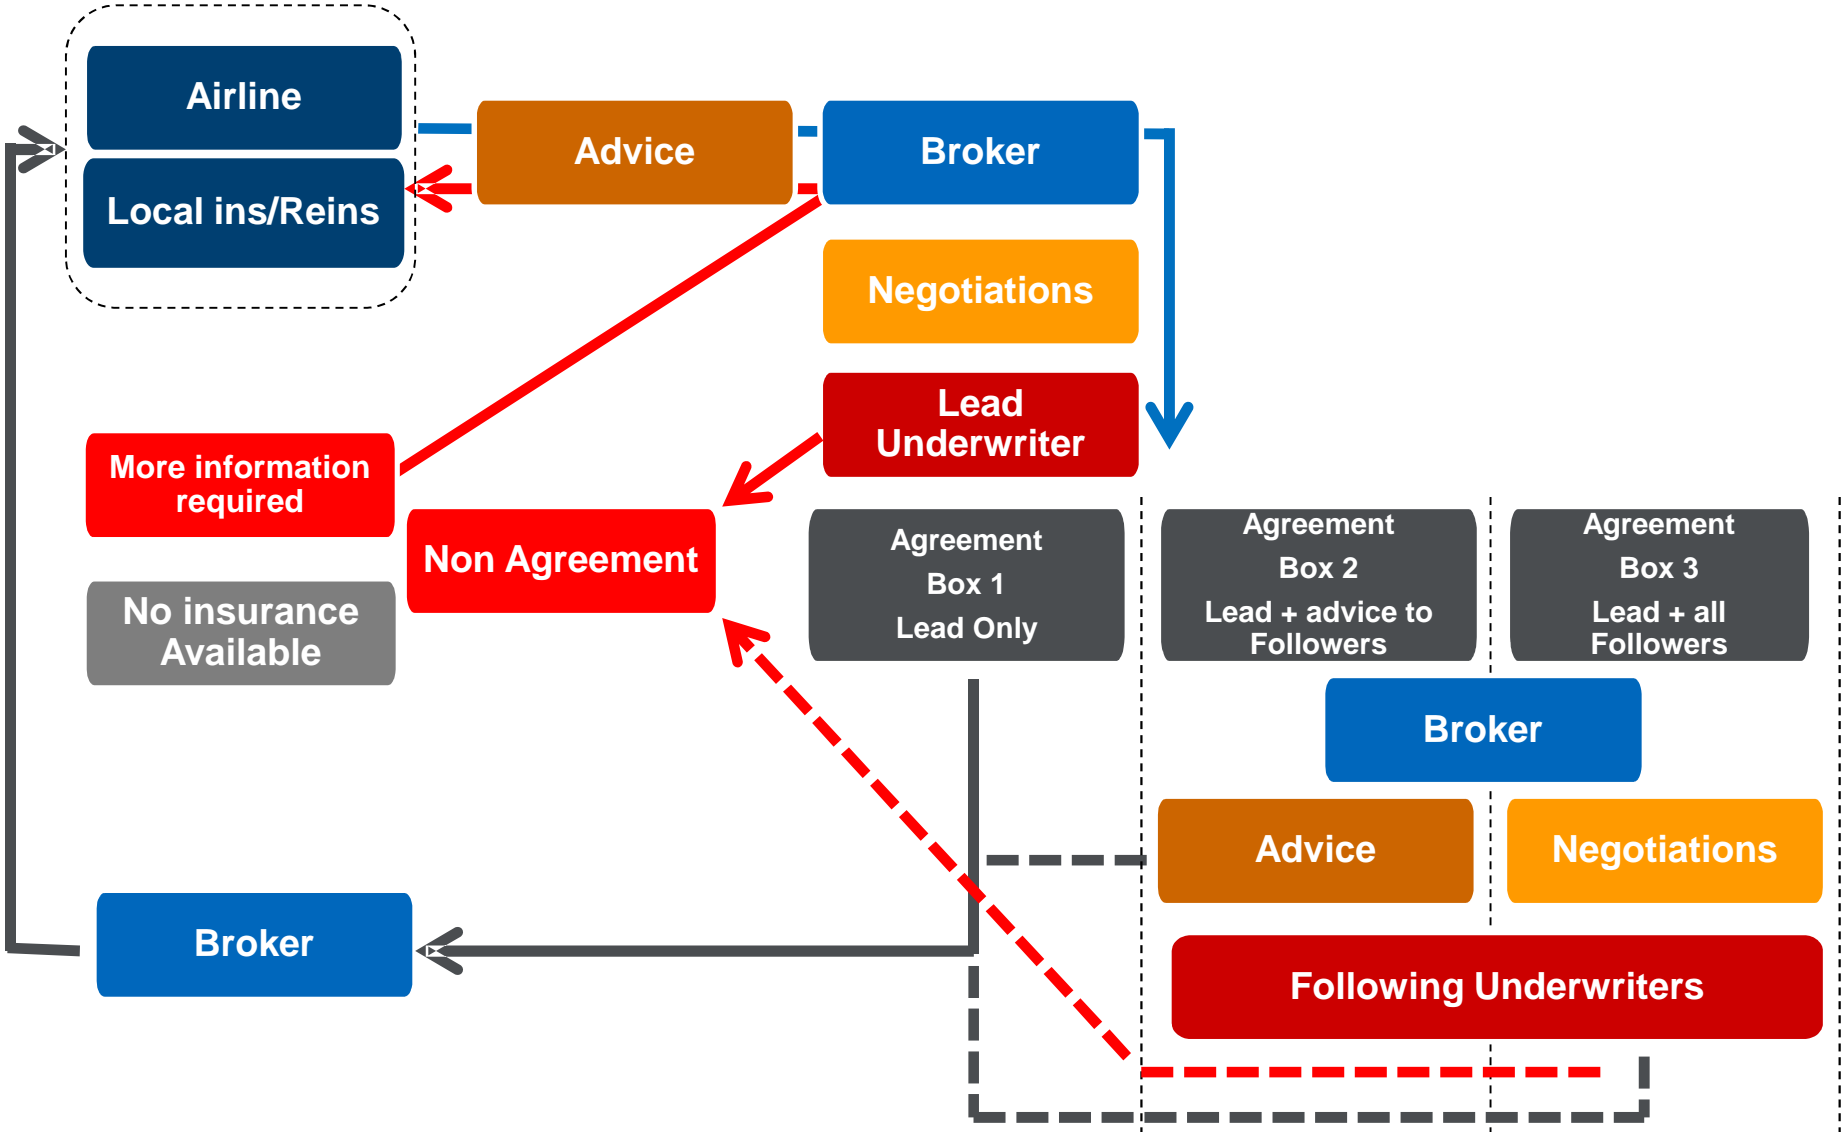 Airline
Advice
Broker
Local ins/Reins
Negotiations
Lead
Underwriter
More information
required
Non Agreement
Agreement
Box 1
Lead Only
Agreement
Box 2
Lead + advice to
Followers
Agreement
Box 3
Lead + all
Followers
No insurance
Available
Broker
Advice
Negotiations
Broker
Following Underwriters